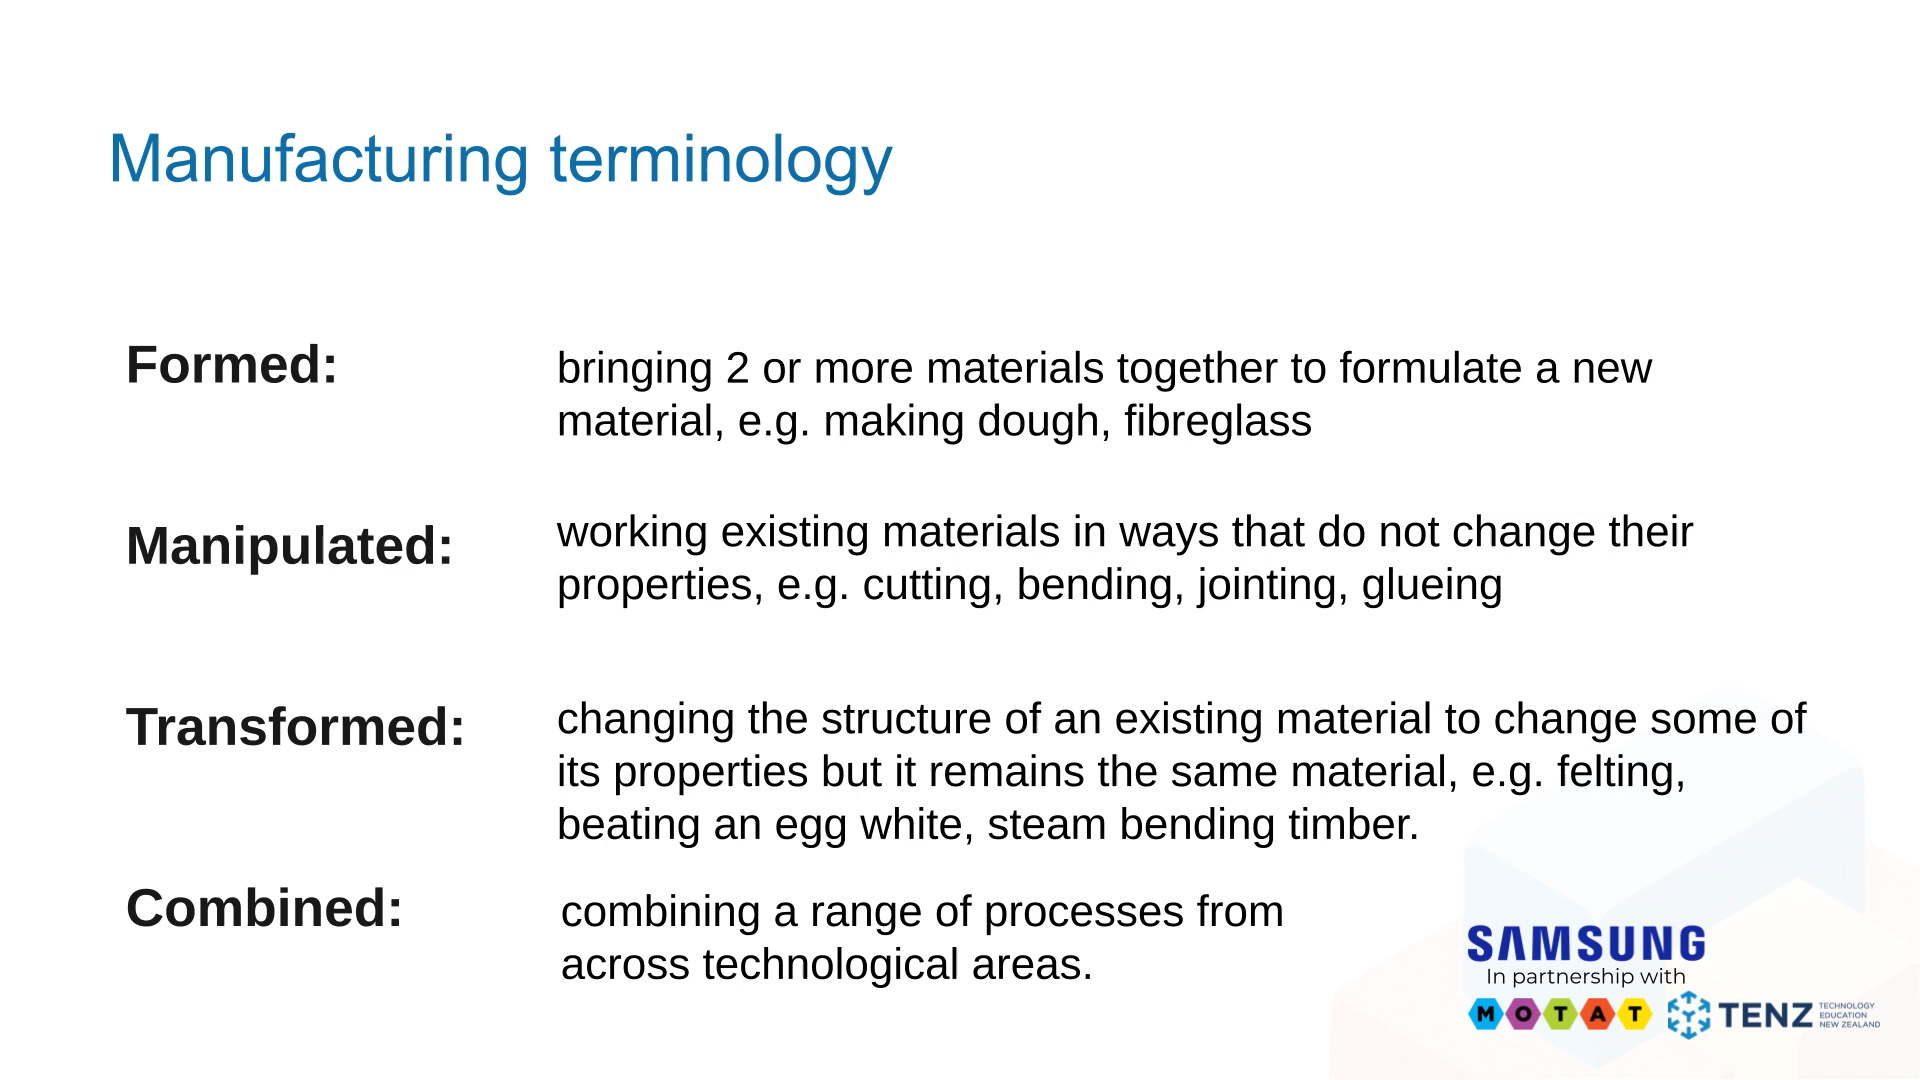 Manufacturing terminology
Formed:
bringing 2 or more materials together to formulate a new
material, e.g. making dough, fibreglass
Manipulated:
working existing materials in ways that do not change their
properties, e.g. cutting, bending, jointing, glueing
Transformed:
changing the structure of an existing material to change some of
its properties but it remains the same material, e.g. felting,
beating an egg white, steam bending timber.
Combined:
combining a range of processes from
across technological areas.
SAMSUNG
In partnership with
MOTAT
TENZ
TECHNOLOGY
EDUCATION
NEW ZEALAND